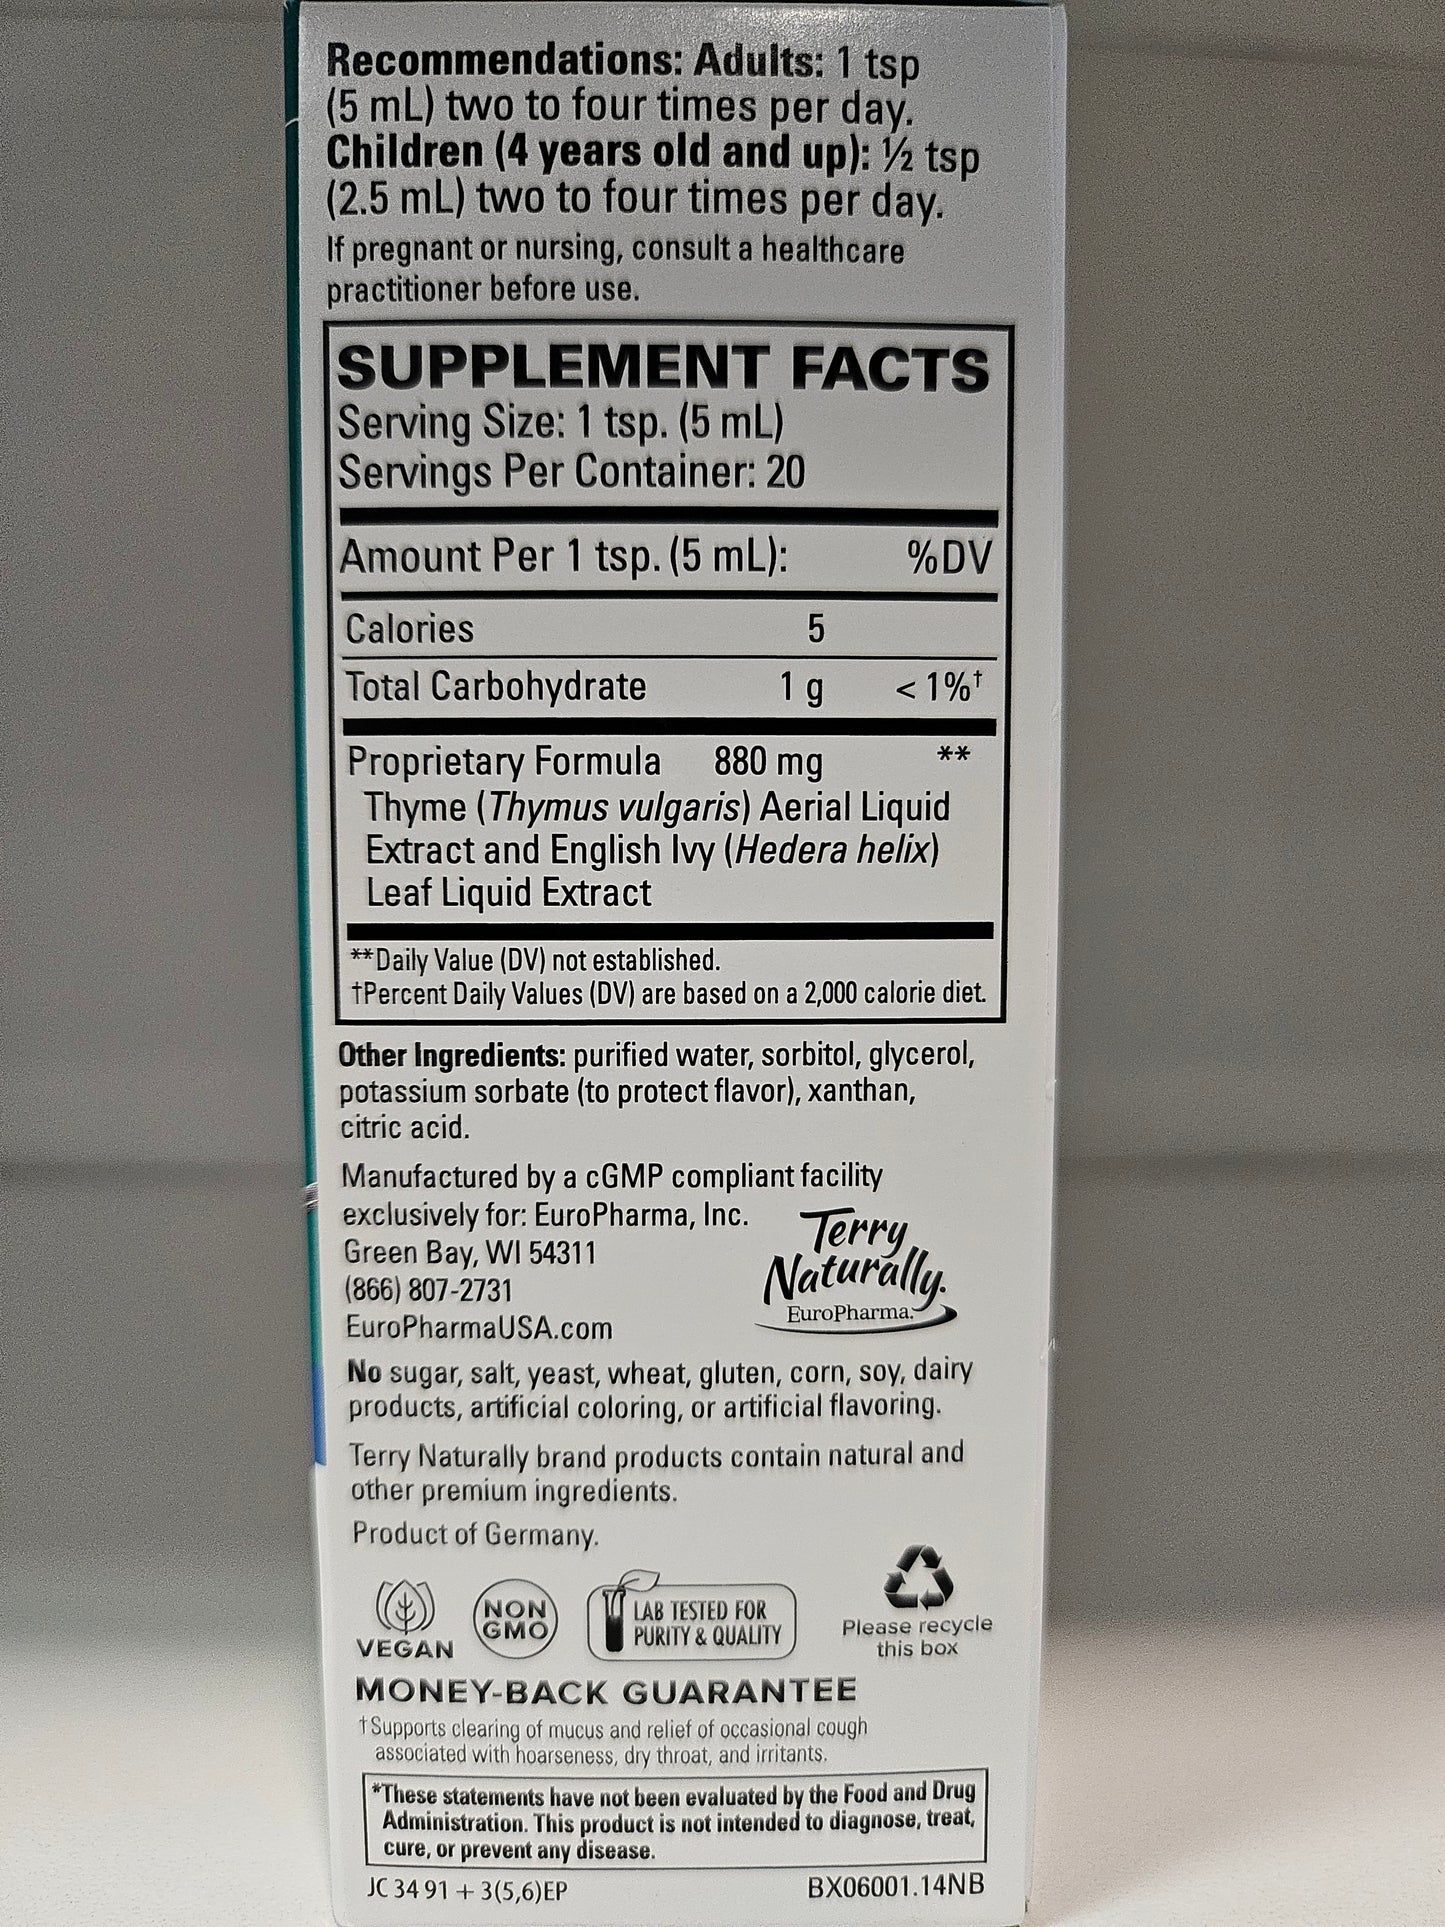 Recommendations: Adults: 1 tsp
(5 mL) two to four times per day.
Children (4 years old and up): ½ tsp
(2.5 mL) two to four times per day.
If pregnant or nursing, consult a healthcare
practitioner before use.
SUPPLEMENT FACTS
Serving Size: 1 tsp. (5 mL)
Servings Per Container: 20
Amount Per 1 tsp. (5 mL): %DV
Calories 5
Total Carbohydrate 1 g < 1%†
Proprietary Formula 880 mg **
Thyme (Thymus vulgaris) Aerial Liquid
Extract and English Ivy (Hedera helix)
Leaf Liquid Extract
**Daily Value (DV) not established.
†Percent Daily Values (DV) are based on a 2,000 calorie diet.
Other Ingredients: purified water, sorbitol, glycerol,
potassium sorbate (to protect flavor), xanthan,
citric acid.
Manufactured by a cGMP compliant facility
exclusively for: EuroPharma, Inc.
Green Bay, WI 54311
(866) 807-2731
EuroPharmaUSA.com
Terry
Naturally.
EuroPharma.
No sugar, salt, yeast, wheat, gluten, corn, soy, dairy
products, artificial coloring, or artificial flavoring.
Terry Naturally brand products contain natural and
other premium ingredients.
Product of Germany.
VEGAN
NON
GMO
LAB TESTED FOR
PURITY & QUALITY
Please recycle
this box
MONEY-BACK GUARANTEE
†Supports clearing of mucus and relief of occasional cough
associated with hoarseness, dry throat, and irritants.
*These statements have not been evaluated by the Food and Drug
Administration. This product is not intended to diagnose, treat,
cure, or prevent any disease.
JC 34 91 + 3(5,6)EP BX06001.14NB